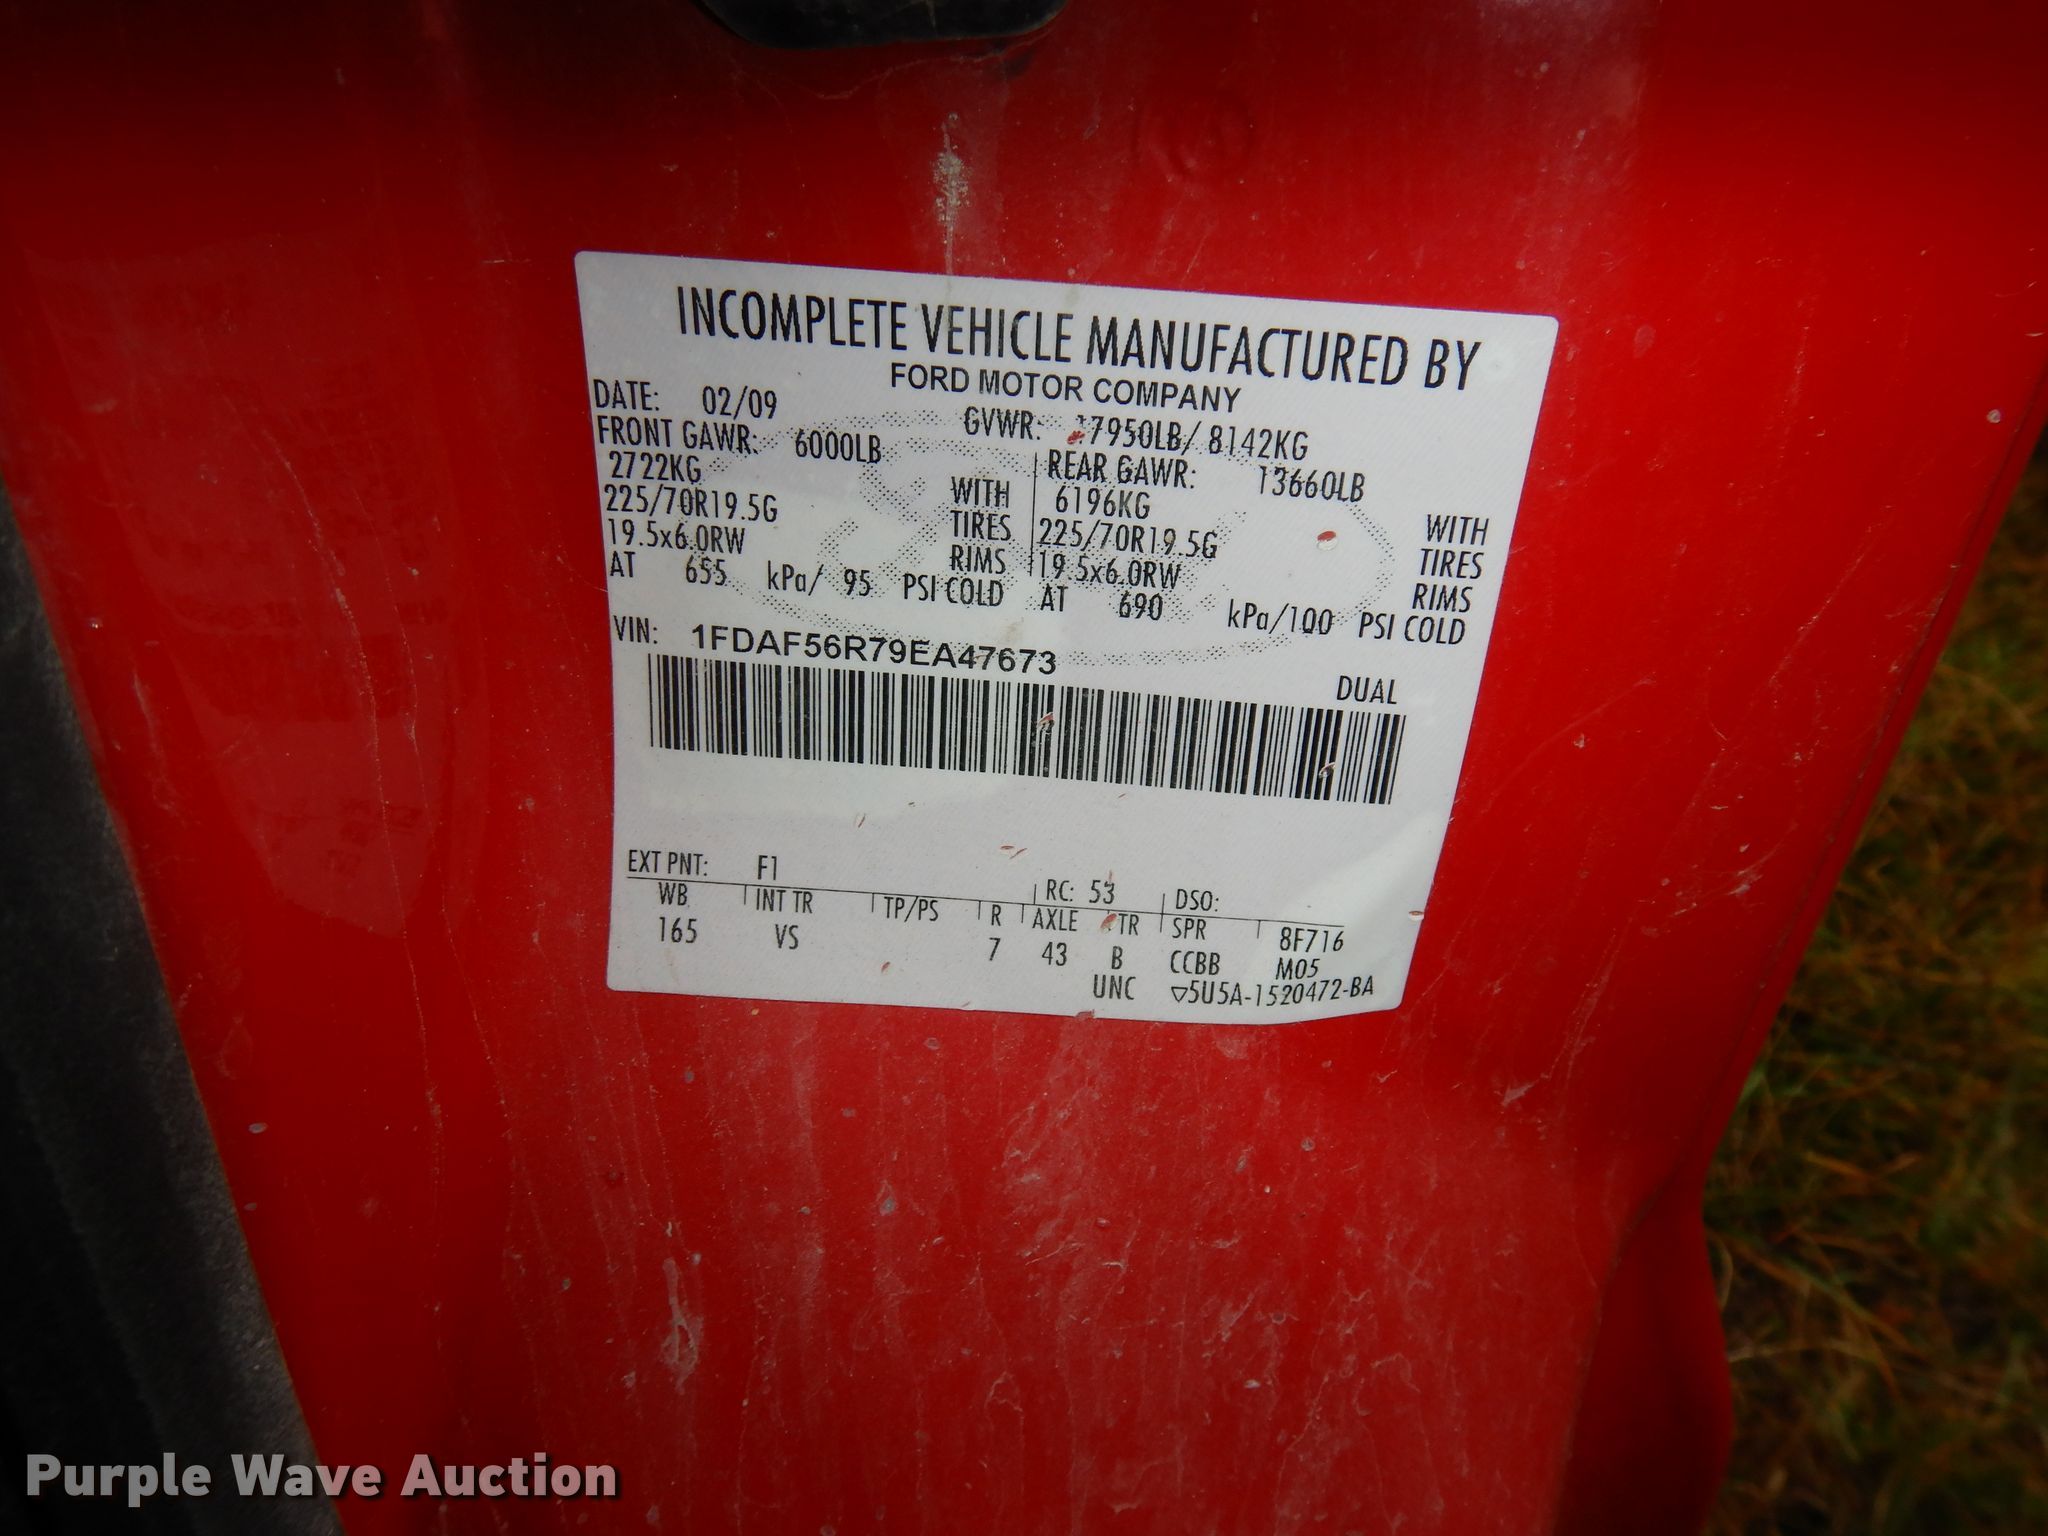 INCOMPLETE VEHICLE MANUFACTURED BY
FORD MOTOR COMPANY
DATE: 02/09 GVWR: 17950LB/ 8142KG
FRONT GAWR: 6000LB REAR GAWR: 13660LB
2722KG WITH 6196KG WITH
225/70R19.5G TIRES 225/70R19.5G TIRES
19.5x6.0RW RIMS 19.5x6.0RW RIMS
AT 655 kPa/ 95 PSI COLD AT 690 kPa/100 PSI COLD
VIN: 1FDAF56R79EA47673
DUAL
EXT PNT: F1 RC: 53 DSO:
WB INT TR TP/PS R AXLE TR SPR 8F716
165 VS 7 43 B CCBB M05
UNC ▽5U5A-1520472-BA
Purple Wave Auction